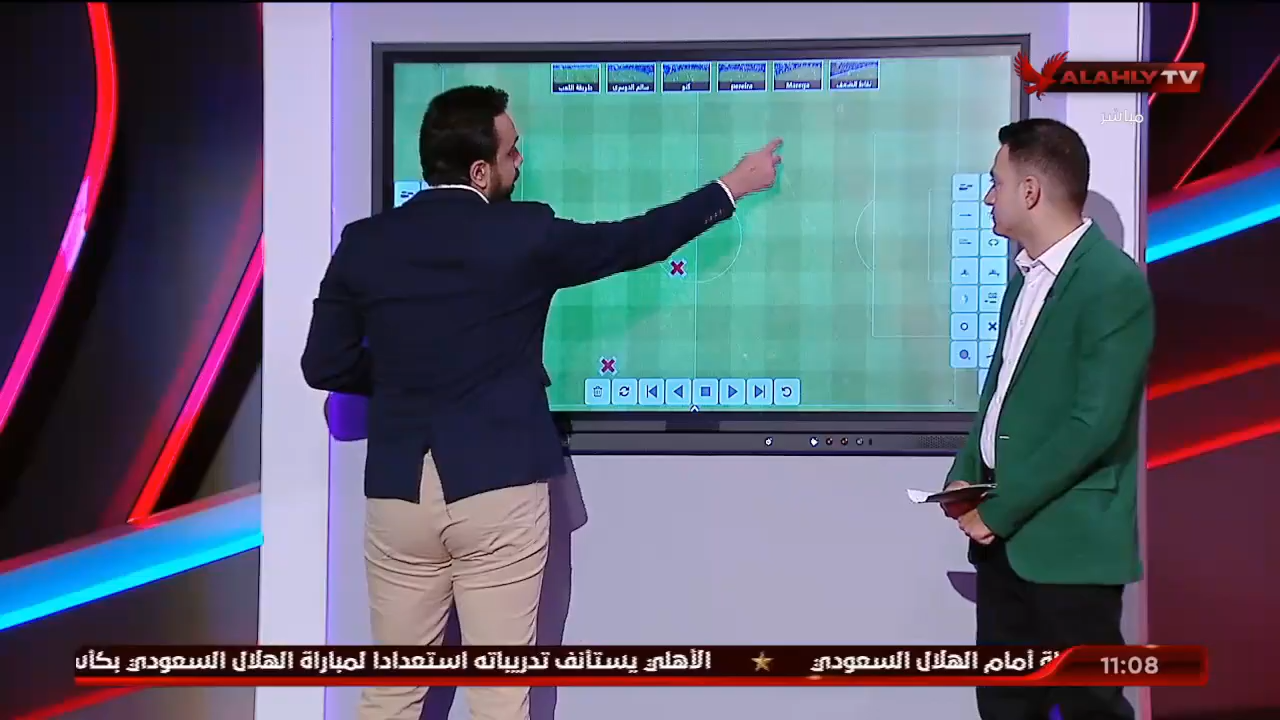 طريقة اللعب
سالم الدوسري
كنو
pereira
Marega
نقاط الضعف
ALAHLY TV
مباشر
ة أمام الهلال السعودي ★ الأهلي يستأنف تدريباته استعدادا لمباراة الهلال السعودي بكأس
11:08